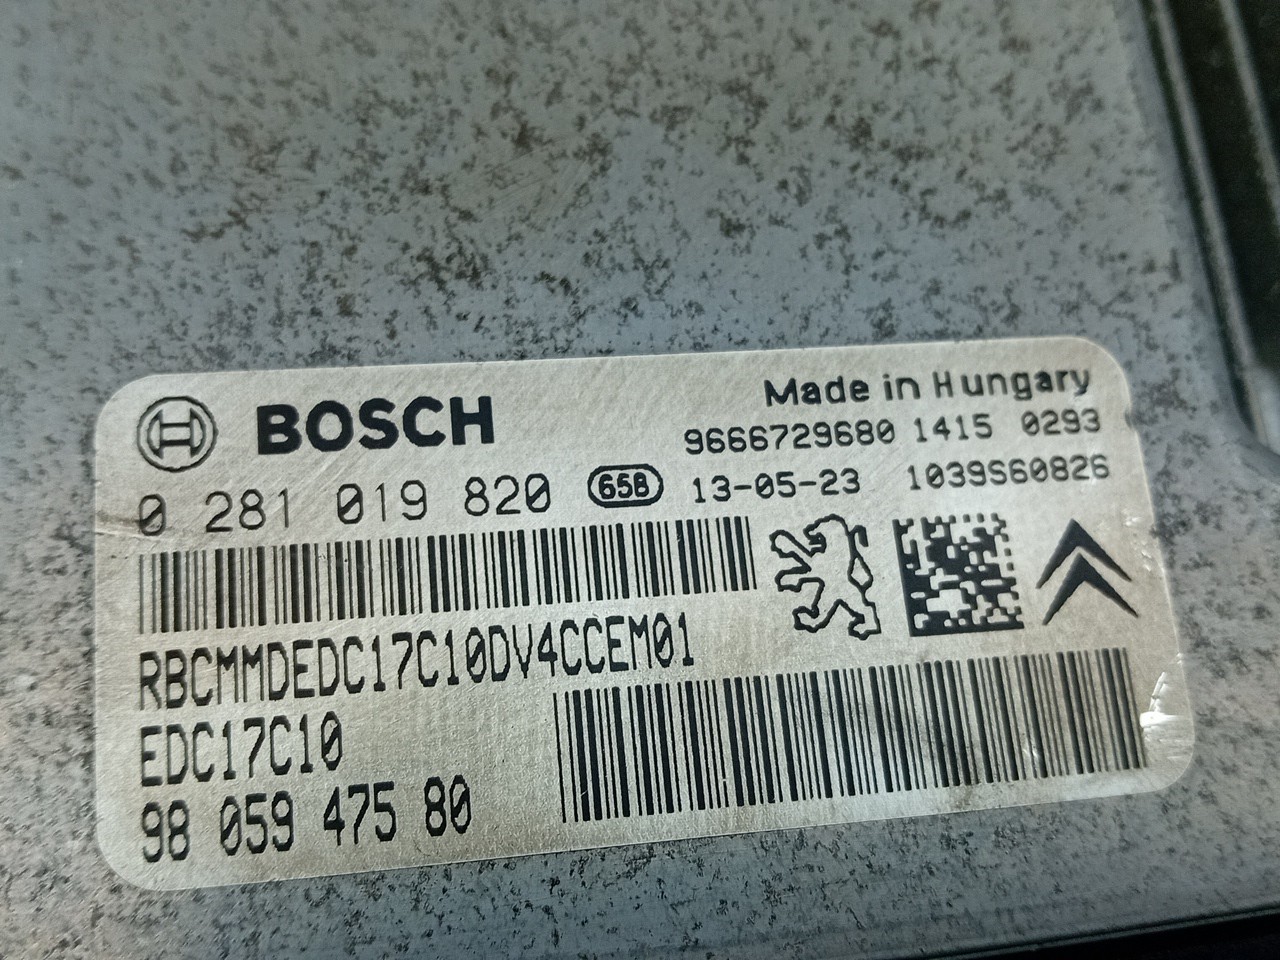 BOSCH
Made in Hungary
9666729680 1415 0293
0 281 019 820 658 13-05-23 1039S60826
RBCMMDEDC17C10DV4CCEM01
EDC17C10
98 059 475 80